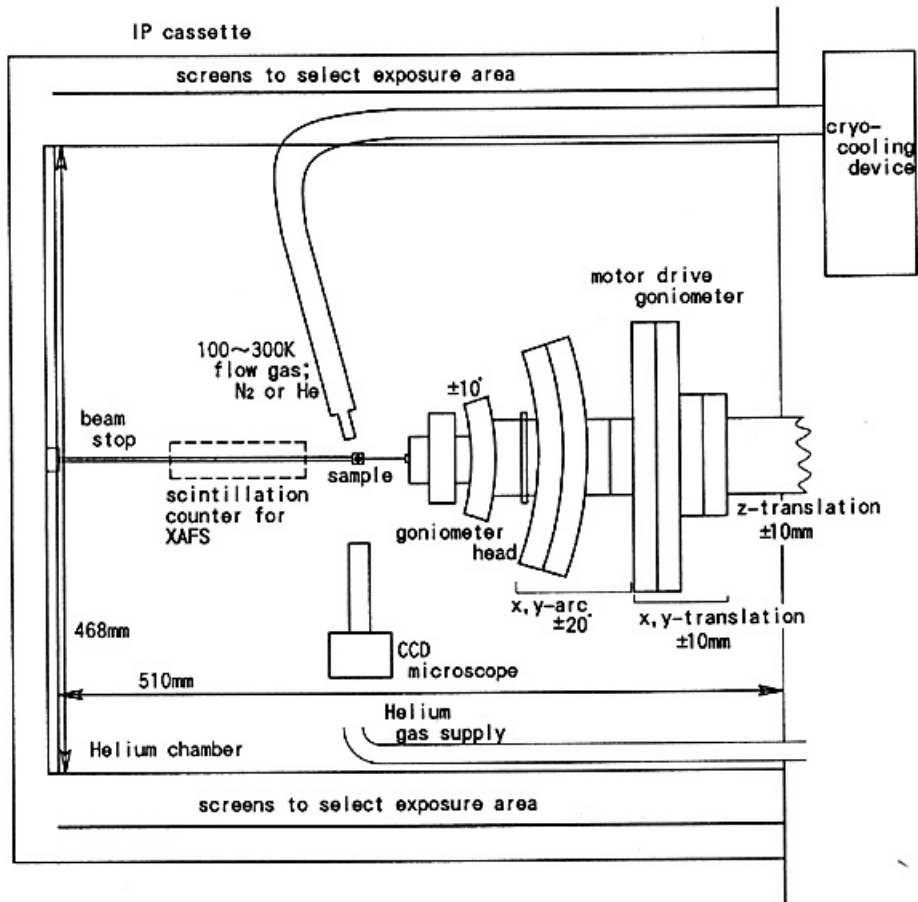 IP cassette
screens to select exposure area
cryo-
cooling
device
motor drive
goniometer
100～300K
flow gas;
N₂ or He
±10°
beam
stop
sample
scintillation
counter for
XAFS
goniometer
head
z-translation
±10mm
x,y-arc
±20°
x,y-translation
±10mm
468mm
CCD
microscope
510mm
Helium
gas supply
Helium chamber
screens to select exposure area